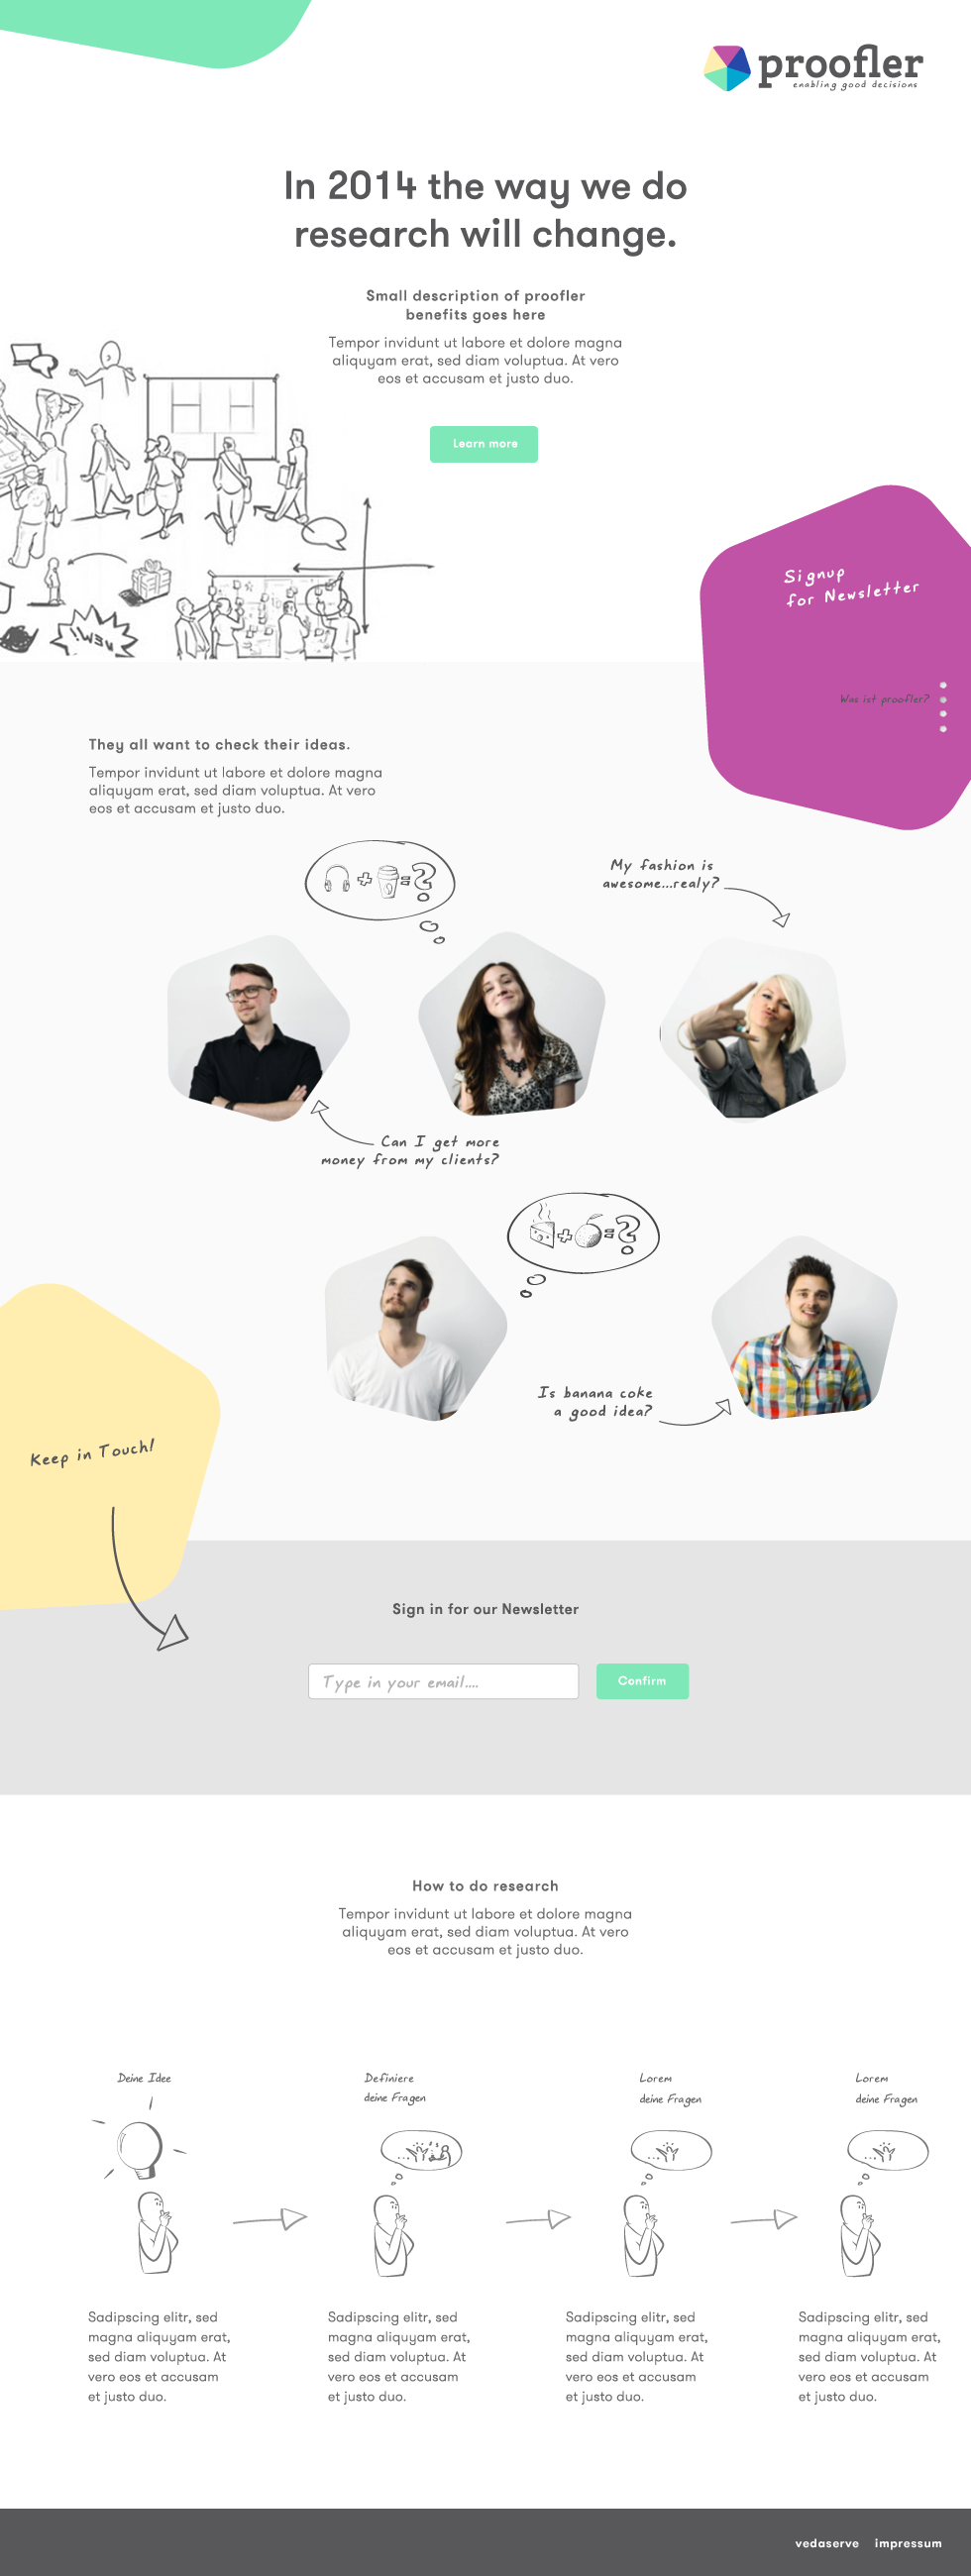 proofler
enabling good decisions
In 2014 the way we do
research will change.
Small description of proofler
benefits goes here
Tempor invidunt ut labore et dolore magna
aliquyam erat, sed diam voluptua. At vero
eos et accusam et justo duo.
Learn more
NEW!
Signup
for Newsletter
Was ist proofler?
They all want to check their ideas.
Tempor invidunt ut labore et dolore magna
aliquyam erat, sed diam voluptua. At vero
eos et accusam et justo duo.
+ = ?
My fashion is
awesome...realy?
Can I get more
money from my clients?
+ = ?
Is banana coke
a good idea?
Keep in Touch!
Sign in for our Newsletter
Type in your email....
Confirm
How to do research
Tempor invidunt ut labore et dolore magna
aliquyam erat, sed diam voluptua. At vero
eos et accusam et justo duo.
Deine Idee
Definiere
deine Fragen
Lorem
deine Fragen
Lorem
deine Fragen
Sadipscing elitr, sed
magna aliquyam erat,
sed diam voluptua. At
vero eos et accusam
et justo duo.
Sadipscing elitr, sed
magna aliquyam erat,
sed diam voluptua. At
vero eos et accusam
et justo duo.
Sadipscing elitr, sed
magna aliquyam erat,
sed diam voluptua. At
vero eos et accusam
et justo duo.
Sadipscing elitr, sed
magna aliquyam erat,
sed diam voluptua. At
vero eos et accusam
et justo duo.
vedaserve impressum